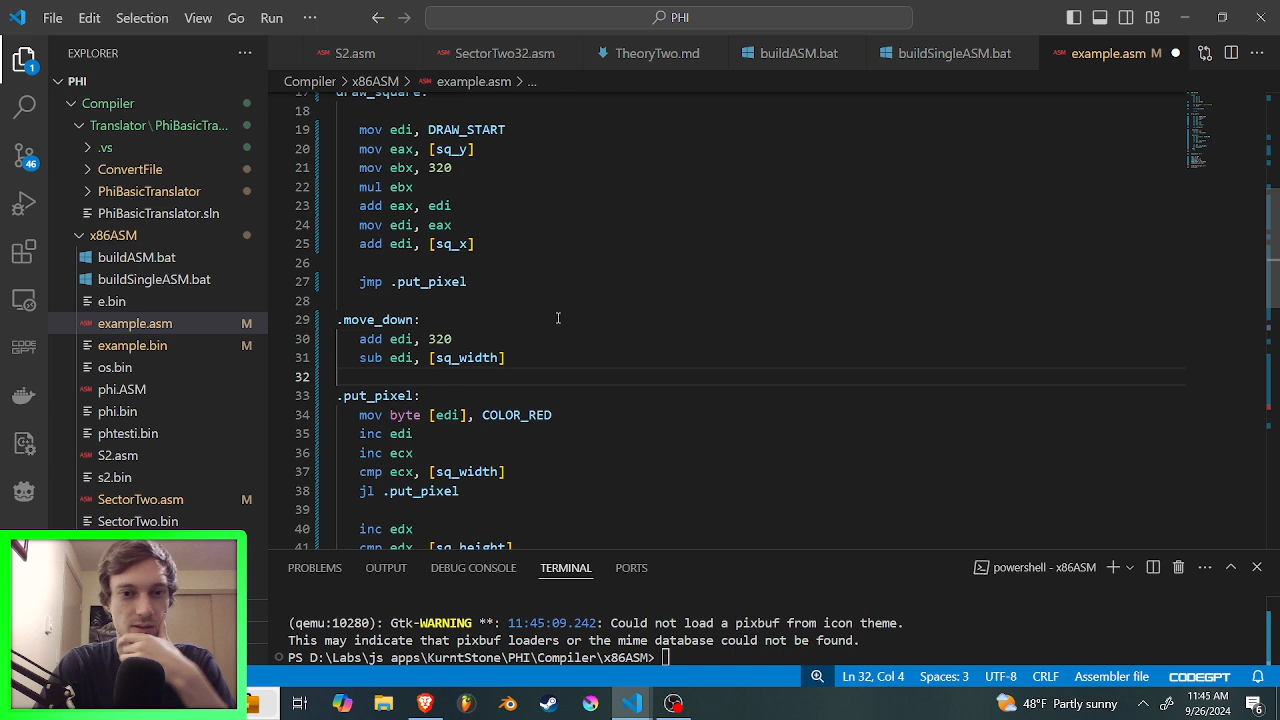 File Edit Selection View Go Run ··· PHI
EXPLORER ···
S2.asm SectorTwo32.asm TheoryTwo.md buildASM.bat buildSingleASM.bat example.asm M ···
Compiler > x86ASM > example.asm > ...
PHI
Compiler
Translator\PhiBasicTra...
.vs
ConvertFile
PhiBasicTranslator
PhiBasicTranslator.sln
x86ASM
buildASM.bat
buildSingleASM.bat
e.bin
example.asm M
example.bin M
os.bin
phi.ASM
phi.bin
phtesti.bin
S2.asm
s2.bin
SectorTwo.asm M
SectorTwo.bin
1
46
17 draw_square:
18
19 mov edi, DRAW_START
20 mov eax, [sq_y]
21 mov ebx, 320
22 mul ebx
23 add eax, edi
24 mov edi, eax
25 add edi, [sq_x]
26
27 jmp .put_pixel
28
29 .move_down:
30 add edi, 320
31 sub edi, [sq_width]
32
33 .put_pixel:
34 mov byte [edi], COLOR_RED
35 inc edi
36 inc ecx
37 cmp ecx, [sq_width]
38 jl .put_pixel
39
40 inc edx
41 cmp edx, [sq_height]
PROBLEMS OUTPUT DEBUG CONSOLE TERMINAL PORTS powershell - x86ASM ···
(qemu:10280): Gtk-WARNING **: 11:45:09.242: Could not load a pixbuf from icon theme.
This may indicate that pixbuf loaders or the mime database could not be found.
PS D:\Labs\js apps\KurntStone\PHI\Compiler\x86ASM>
Ln 32, Col 4 Spaces: 3 UTF-8 CRLF Assembler file CODEGPT
48°F Partly sunny 11:45 AM
9/26/2024